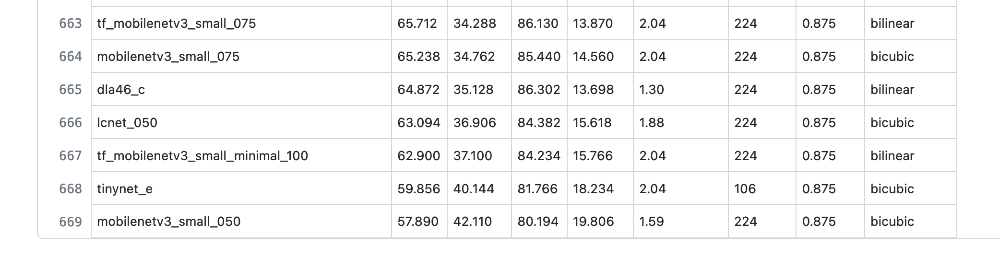 663 tf_mobilenetv3_small_075 65.712 34.288 86.130 13.870 2.04 224 0.875 bilinear
664 mobilenetv3_small_075 65.238 34.762 85.440 14.560 2.04 224 0.875 bicubic
665 dla46_c 64.872 35.128 86.302 13.698 1.30 224 0.875 bilinear
666 lcnet_050 63.094 36.906 84.382 15.618 1.88 224 0.875 bicubic
667 tf_mobilenetv3_small_minimal_100 62.900 37.100 84.234 15.766 2.04 224 0.875 bilinear
668 tinynet_e 59.856 40.144 81.766 18.234 2.04 106 0.875 bicubic
669 mobilenetv3_small_050 57.890 42.110 80.194 19.806 1.59 224 0.875 bicubic